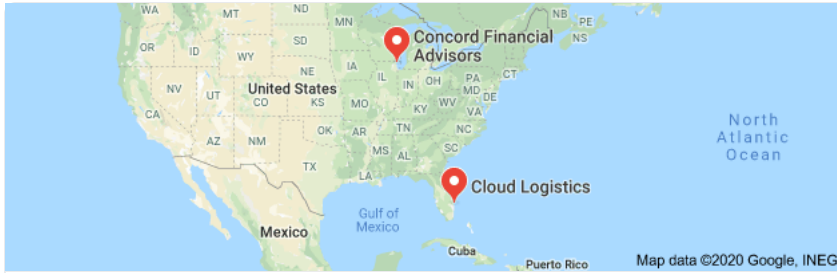 WA
MT
ND
MN
NB
PE
NS
OR
ID
WY
SD
Concord Financial
Advisors
NV
UT
United States
CO
NE
IA
KS
MO
IL
IN
OH
PA
CT
MD
DE
KY
WV
VA
CA
AZ
NM
OK
AR
TN
NC
SC
MS
AL
TX
LA
North
Atlantic
Ocean
Cloud Logistics
Gulf of
Mexico
Mexico
Cuba
Puerto Rico
Map data ©2020 Google, INEG